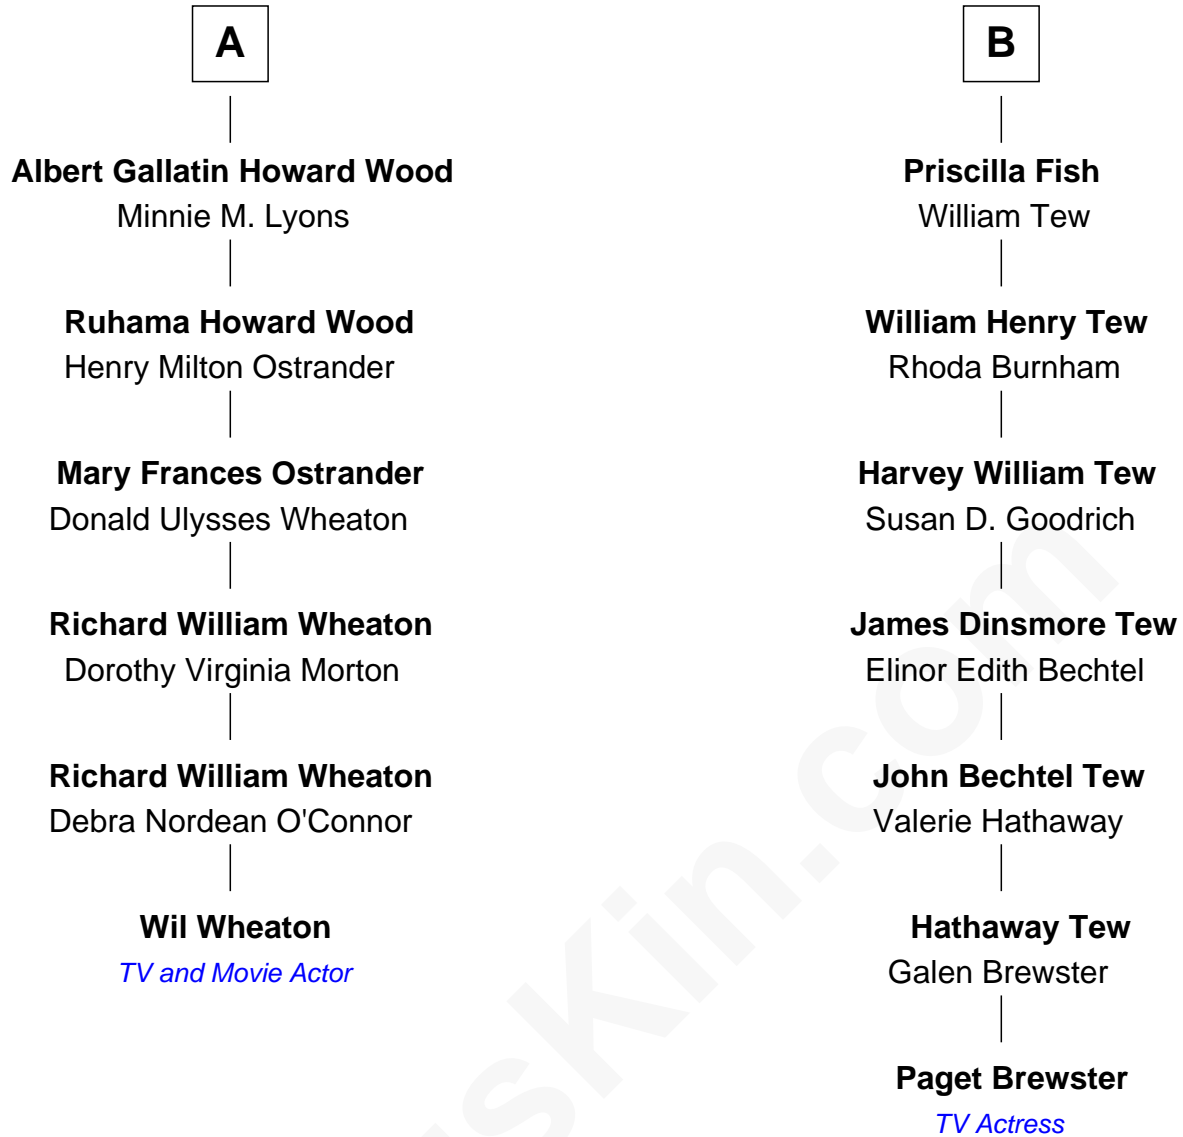 A
Albert Gallatin Howard Wood
Minnie M. Lyons
Ruhama Howard Wood
Henry Milton Ostrander
Mary Frances Ostrander
Donald Ulysses Wheaton
Richard William Wheaton
Dorothy Virginia Morton
Richard William Wheaton
Debra Nordean O'Connor
Wil Wheaton
TV and Movie Actor
B
Priscilla Fish
William Tew
William Henry Tew
Rhoda Burnham
Harvey William Tew
Susan D. Goodrich
James Dinsmore Tew
Elinor Edith Bechtel
John Bechtel Tew
Valerie Hathaway
Hathaway Tew
Galen Brewster
Paget Brewster
TV Actress